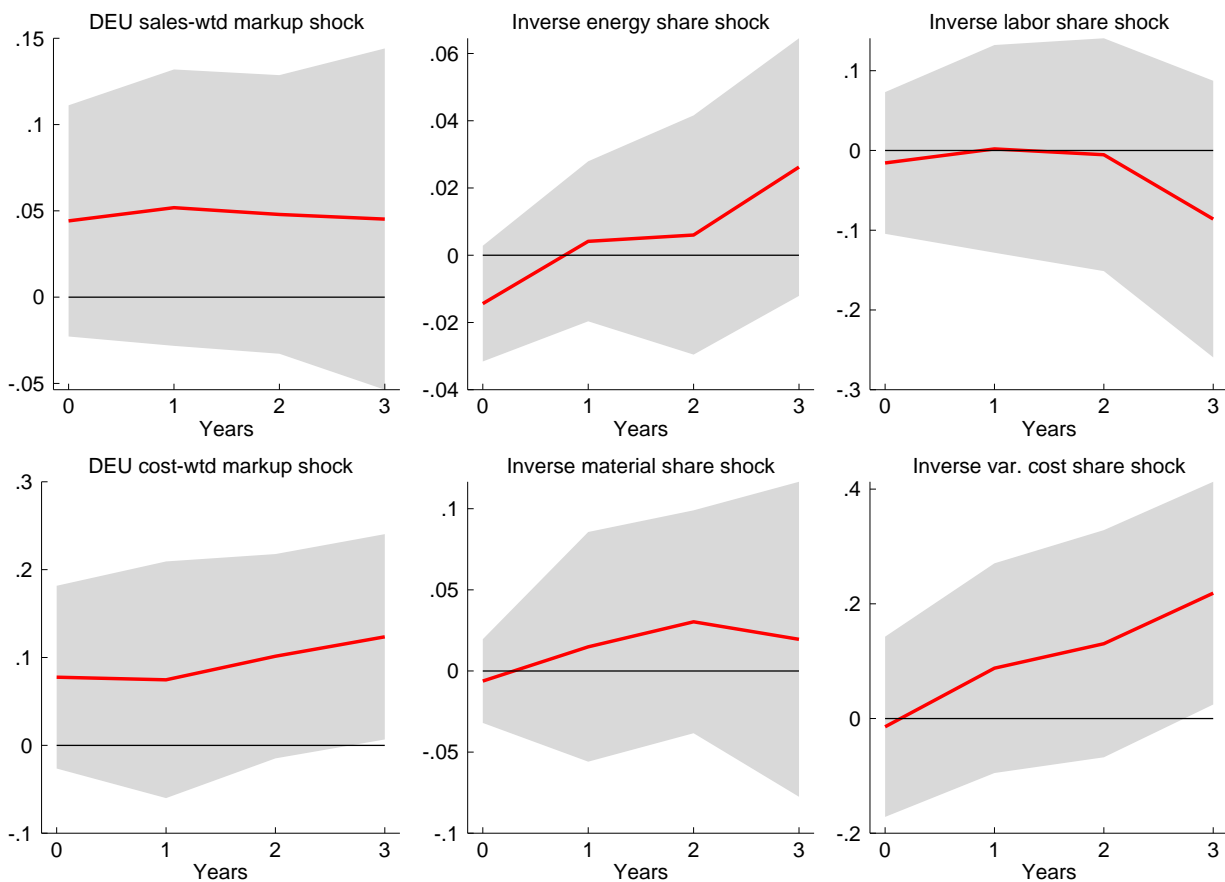 DEU sales-wtd markup shock
.15
.1
.05
0
-.05
0 1 2 3
Years
Inverse energy share shock
.06
.04
.02
0
-.02
-.04
0 1 2 3
Years
Inverse labor share shock
.1
0
-.1
-.2
-.3
0 1 2 3
Years
DEU cost-wtd markup shock
.3
.2
.1
0
-.1
0 1 2 3
Years
Inverse material share shock
.1
.05
0
-.05
-.1
0 1 2 3
Years
Inverse var. cost share shock
.4
.2
0
-.2
0 1 2 3
Years